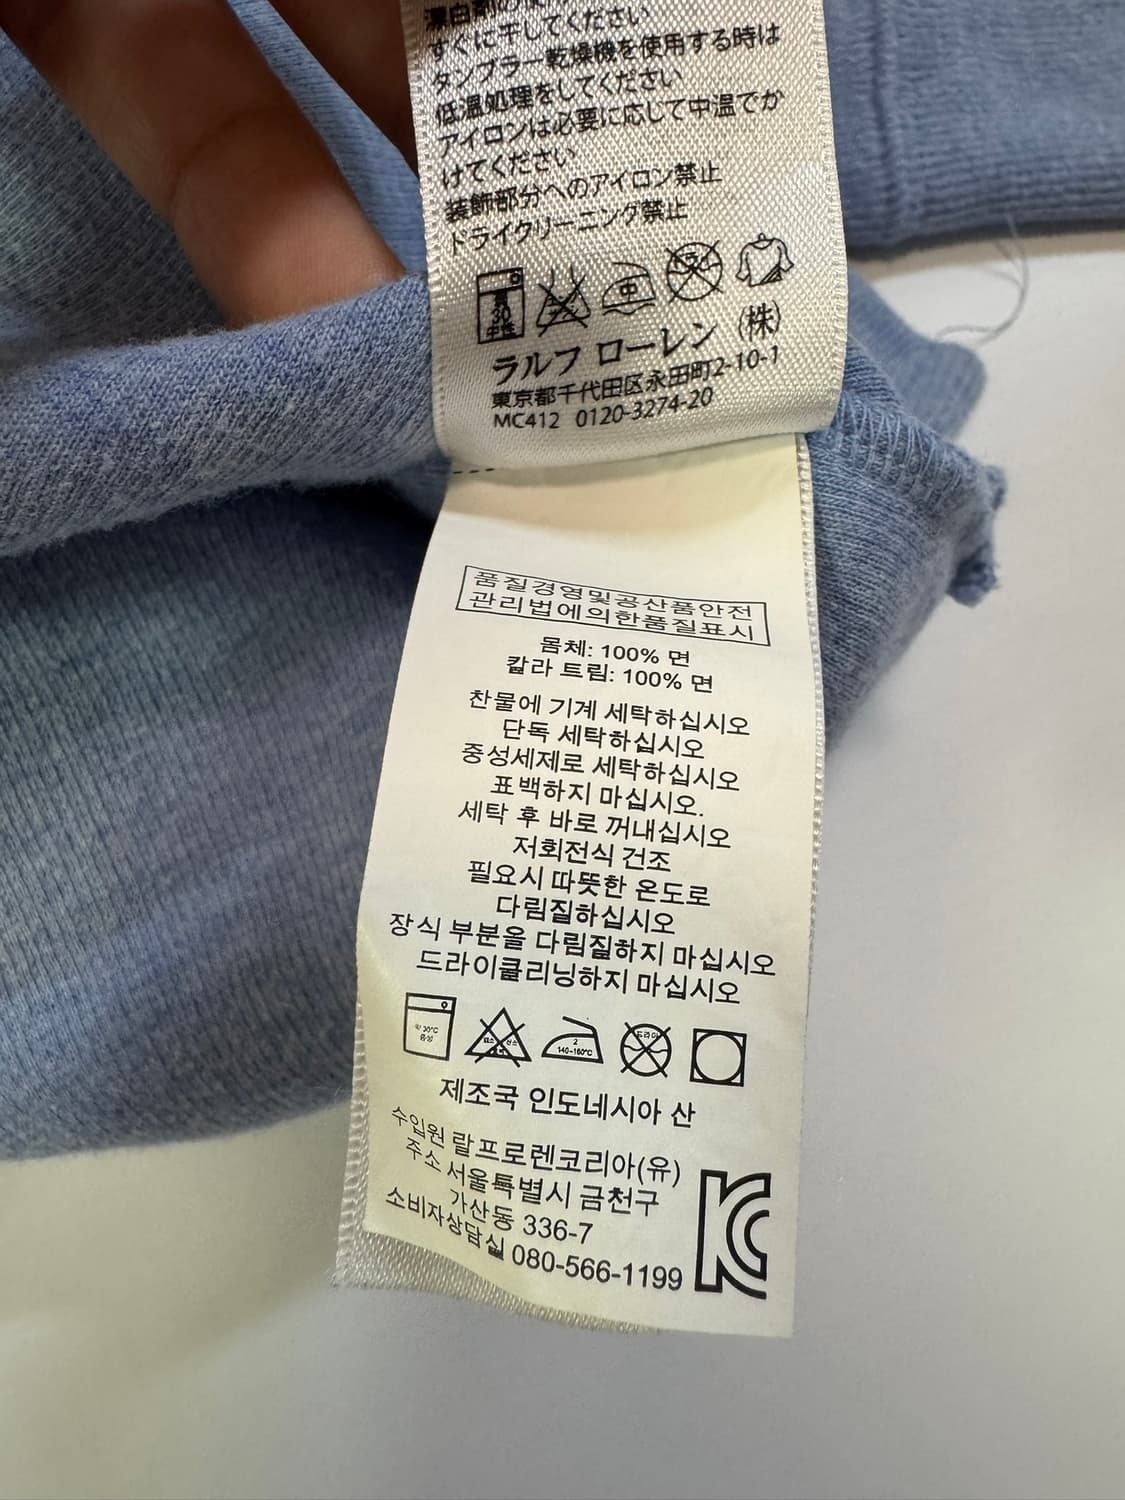 漂白剤の使用
すぐに干してください
タンブラー乾燥機を使用する時は
低温処理をしてください
アイロンは必要に応じて中温でか
けてください
装飾部分へのアイロン禁止
ドライクリーニング禁止
30
中性
ラルフ ローレン (株)
東京都千代田区永田町2-10-1
MC412 0120-3274-20
품질경영및공산품안전
관리법에의한품질표시
몸체: 100% 면
칼라 트림: 100% 면
찬물에 기계 세탁하십시오
단독 세탁하십시오
중성세제로 세탁하십시오
표백하지 마십시오.
세탁 후 바로 꺼내십시오
저회전식 건조
필요시 따뜻한 온도로
다림질하십시오
장식 부분을 다림질하지 마십시오
드라이클리닝하지 마십시오
약 30°C
중성
2
140-160°C
드라이
제조국 인도네시아 산
수입원 랄프로렌코리아(유)
주소 서울특별시 금천구
가산동 336-7
소비자상담실 080-566-1199